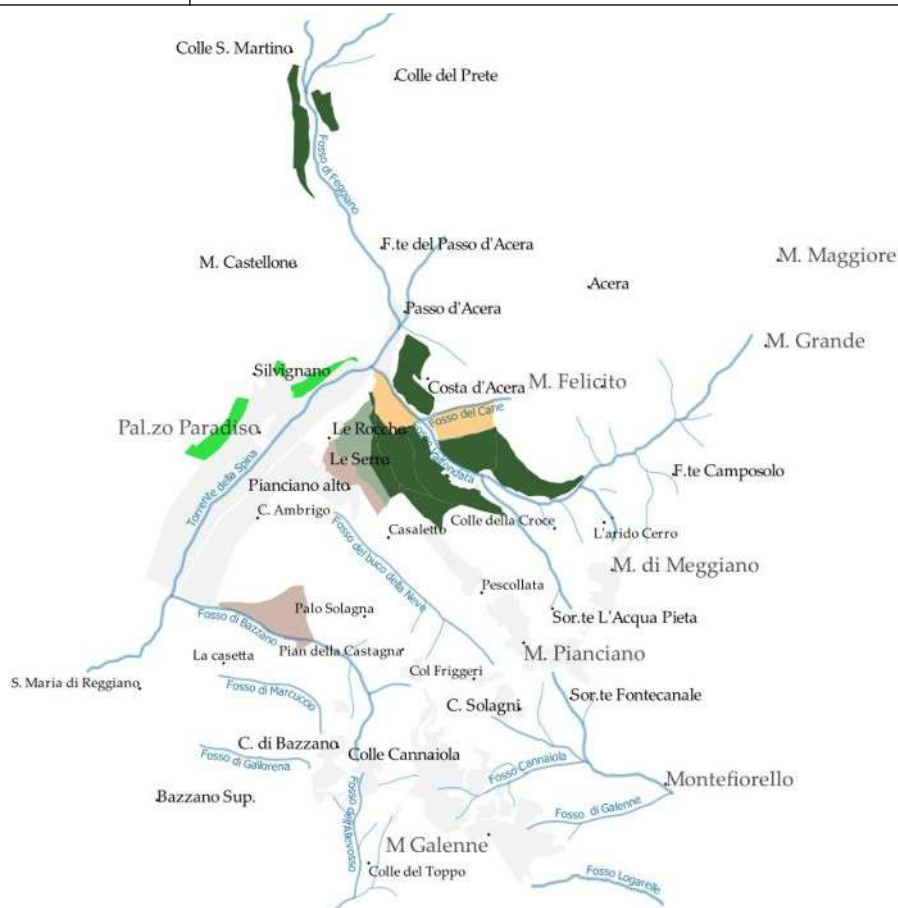 Colle S. Martino
Colle del Prete
Fosso di Feggiano
F.te del Passo d'Acera
M. Castellone
M. Maggiore
Acera
Passo d'Acera
M. Grande
Silvignano
Costa d'Acera
M. Felicito
Fosso del Cane
Pal.zo Paradiso
Le Rocche
Fosso Valfondata
Le Serre
F.te Camposolo
Torrente della Spina
Pianciano alto
C. Ambrigo
Colle della Croce
Casaletto
L'arido Cerro
Fosso del buco della Neve
M. di Meggiano
Pescollata
Palo Solagna
Sor.te L'Acqua Pieta
Fosso di Bazzano
Pian della Castagna
La casetta
M. Pianciano
Col Friggeri
S. Maria di Reggiano
Fosso di Marcuccio
Sor.te Fontecanale
C. Solagni
C. di Bazzano
Colle Cannaiola
Fosso di Gallorena
Fosso Cannaiola
Montefiorello
Bazzano Sup.
Fosso di Galenne
M Galenne
Colle del Toppo
Fosso Logarelle